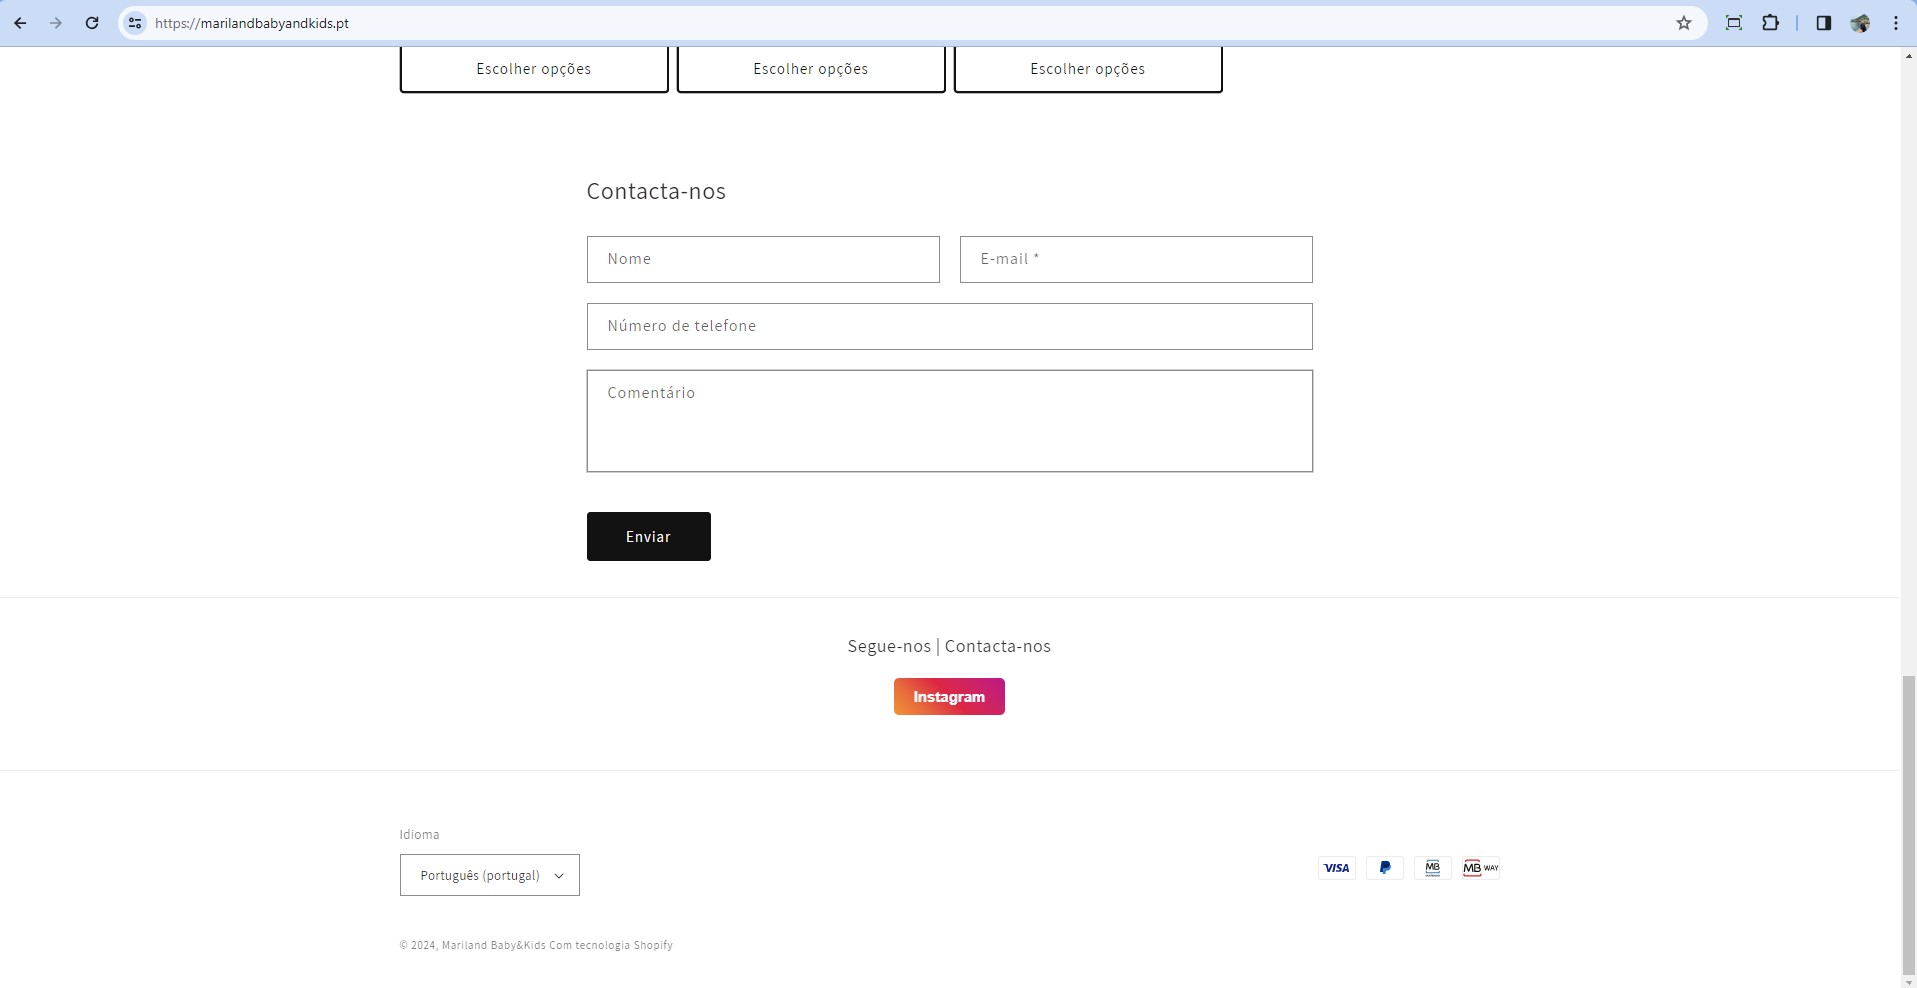 https://marilandbabyandkids.pt
Escolher opções Escolher opções Escolher opções
Contacta-nos
Nome E-mail *
Número de telefone
Comentário
Enviar
Segue-nos | Contacta-nos
Instagram
Idioma
Português (portugal)
VISA MB MB WAY
© 2024, Mariland Baby&Kids Com tecnologia Shopify